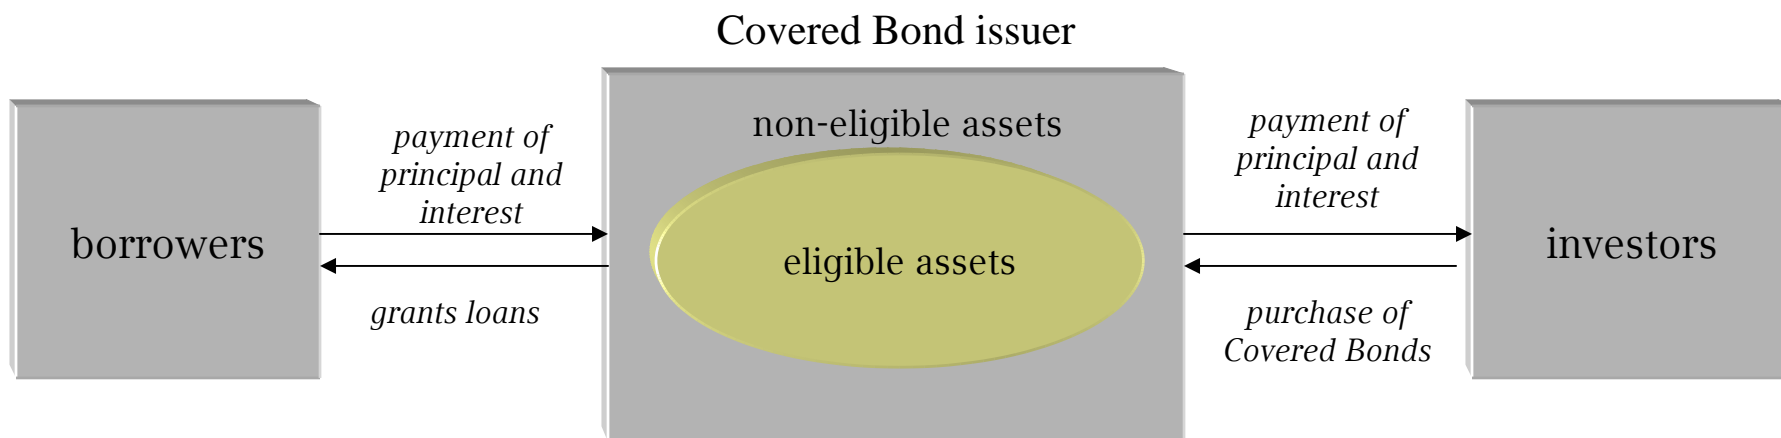 Covered Bond issuer
borrowers
payment of
principal and
interest
grants loans
non-eligible assets
eligible assets
payment of
principal and
interest
purchase of
Covered Bonds
investors